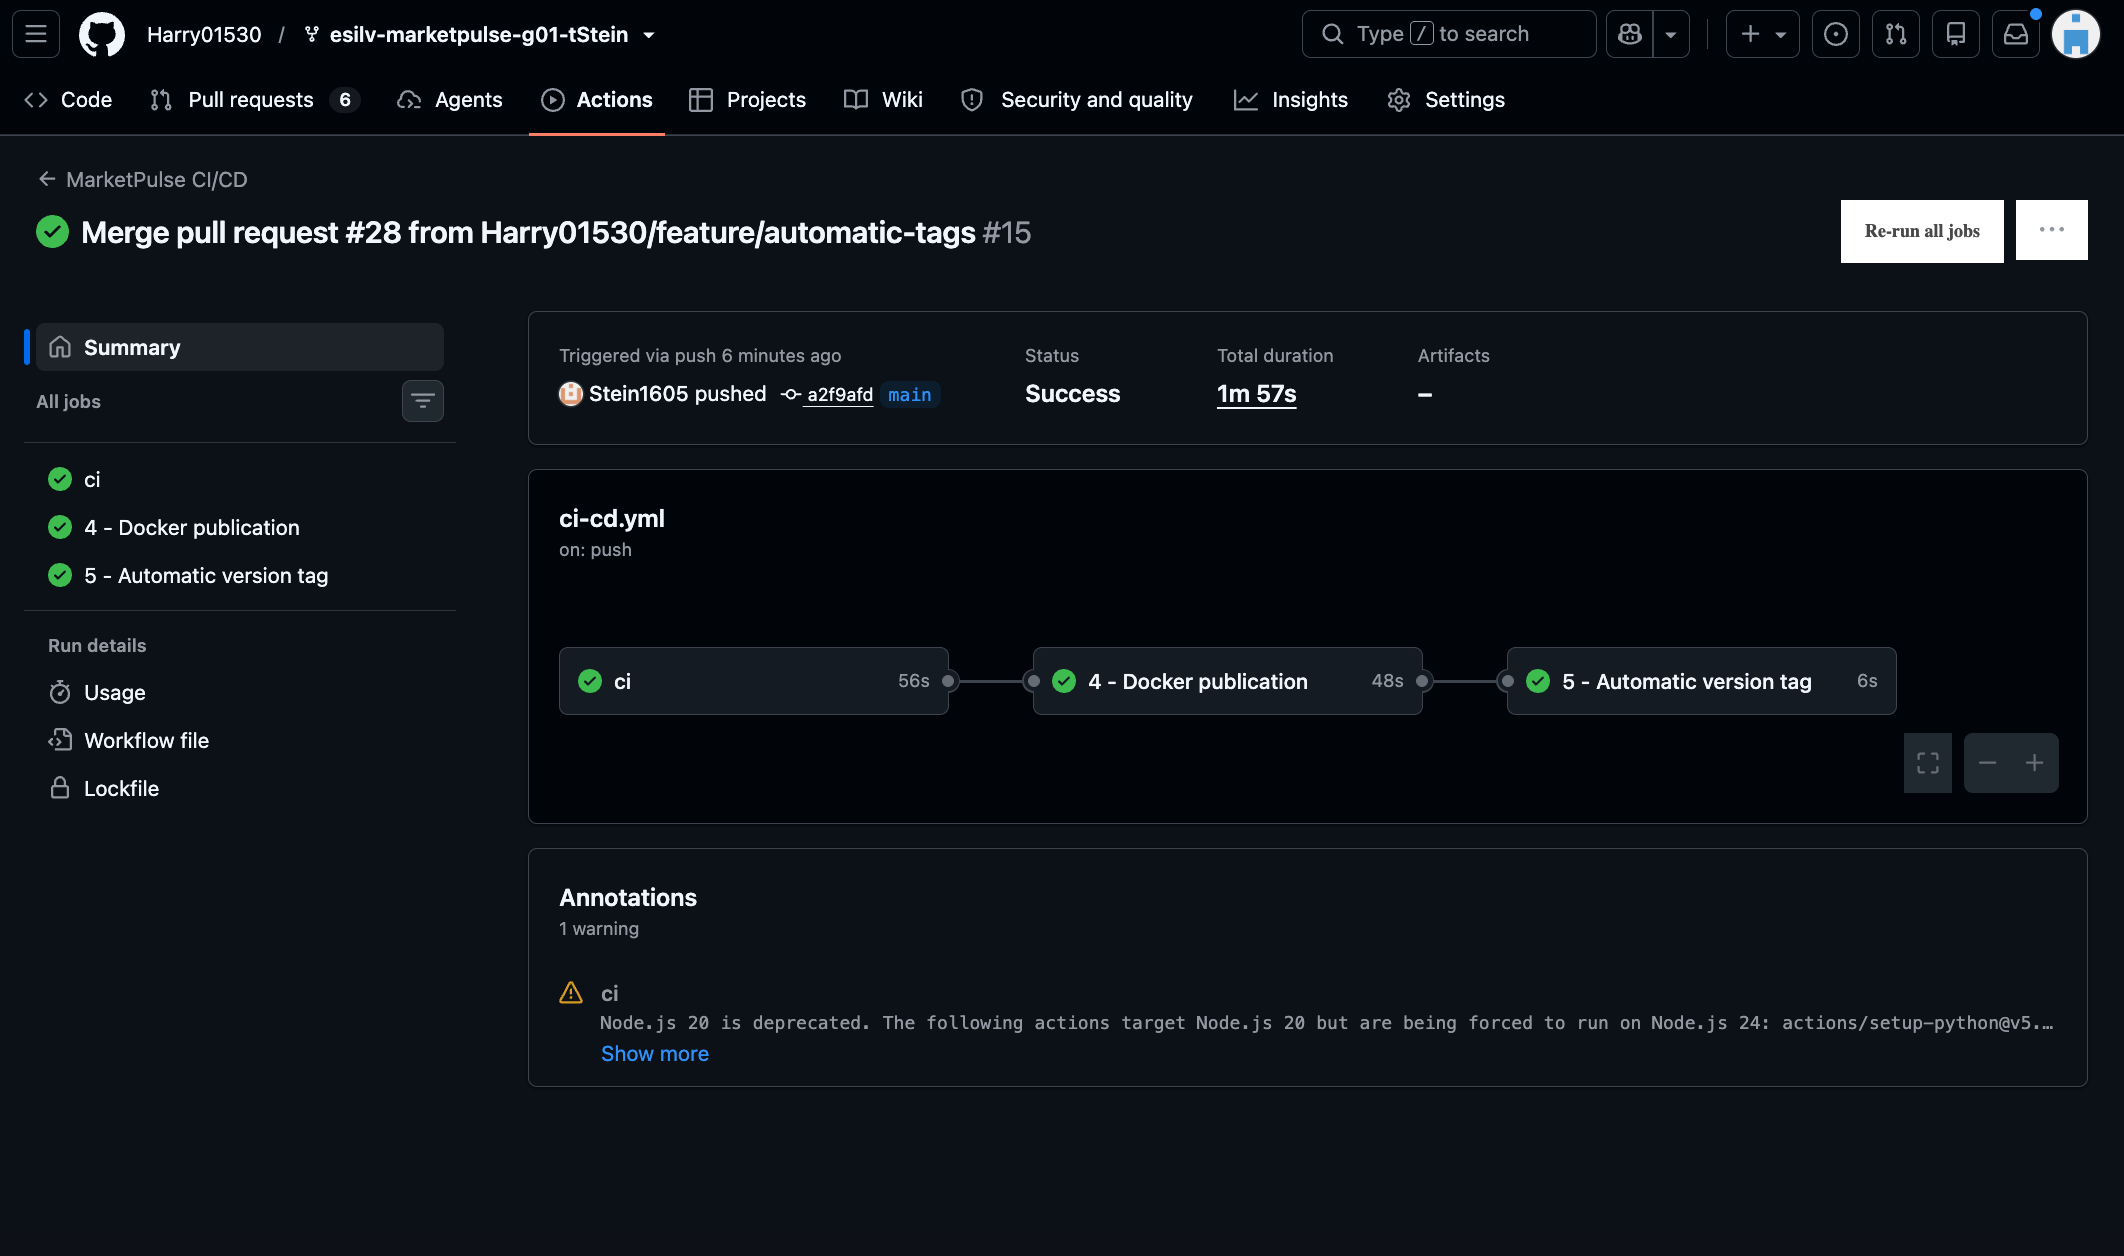 Harry01530 / esilv-marketpulse-g01-tStein
Type / to search
Code
Pull requests 6
Agents
Actions
Projects
Wiki
Security and quality
Insights
Settings
MarketPulse CI/CD
Merge pull request #28 from Harry01530/feature/automatic-tags #15
Re-run all jobs
Summary
All jobs
ci
4 - Docker publication
5 - Automatic version tag
Run details
Usage
Workflow file
Lockfile
Triggered via push 6 minutes ago
Stein1605 pushed a2f9afd main
Status
Success
Total duration
1m 57s
Artifacts
–
ci-cd.yml
on: push
ci 56s
4 - Docker publication 48s
5 - Automatic version tag 6s
Annotations
1 warning
ci
Node.js 20 is deprecated. The following actions target Node.js 20 but are being forced to run on Node.js 24: actions/setup-python@v5.…
Show more